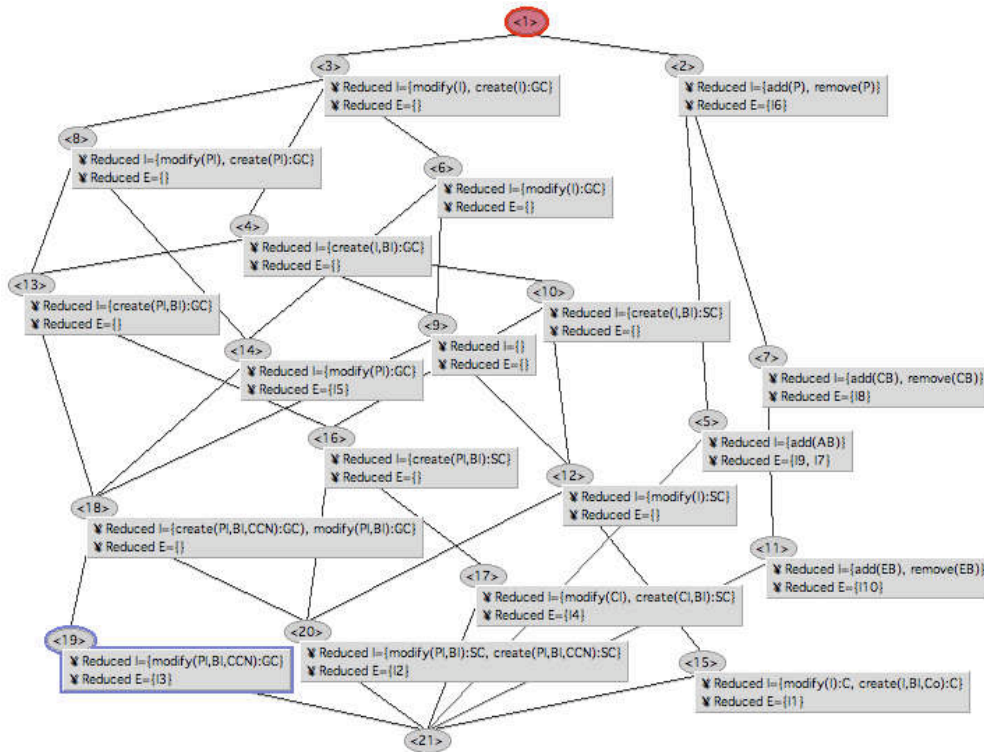 <1>
<3>
¥ Reduced I={modify(I), create(I):GC}
¥ Reduced E={}
<2>
¥ Reduced I={add(P), remove(P)}
¥ Reduced E={I6}
<8>
¥ Reduced I={modify(PI), create(PI):GC}
¥ Reduced E={}
<6>
¥ Reduced I={modify(I):GC}
¥ Reduced E={}
<4>
¥ Reduced I={create(I,BI):GC}
¥ Reduced E={}
<13>
¥ Reduced I={create(PI,BI):GC}
¥ Reduced E={}
<10>
¥ Reduced I={create(I,BI):SC}
¥ Reduced E={}
<9>
¥ Reduced I={}
¥ Reduced E={}
<14>
¥ Reduced I={modify(PI):GC}
¥ Reduced E={I5}
<7>
¥ Reduced I={add(CB), remove(CB)}
¥ Reduced E={I8}
<5>
¥ Reduced I={add(AB)}
¥ Reduced E={I9, I7}
<16>
¥ Reduced I={create(PI,BI):SC}
¥ Reduced E={}
<12>
¥ Reduced I={modify(I):SC}
¥ Reduced E={}
<18>
¥ Reduced I={create(PI,BI,CCN):GC), modify(PI,BI):GC}
¥ Reduced E={}
<11>
¥ Reduced I={add(EB), remove(EB)}
¥ Reduced E={I10}
<17>
¥ Reduced I={modify(CI), create(CI,BI):SC}
¥ Reduced E={I4}
<19>
¥ Reduced I={modify(PI,BI,CCN):GC}
¥ Reduced E={I3}
<20>
¥ Reduced I={modify(PI,BI):SC, create(PI,BI,CCN):SC}
¥ Reduced E={I2}
<15>
¥ Reduced I={modify(I):C, create(I,BI,Co):C}
¥ Reduced E={I1}
<21>